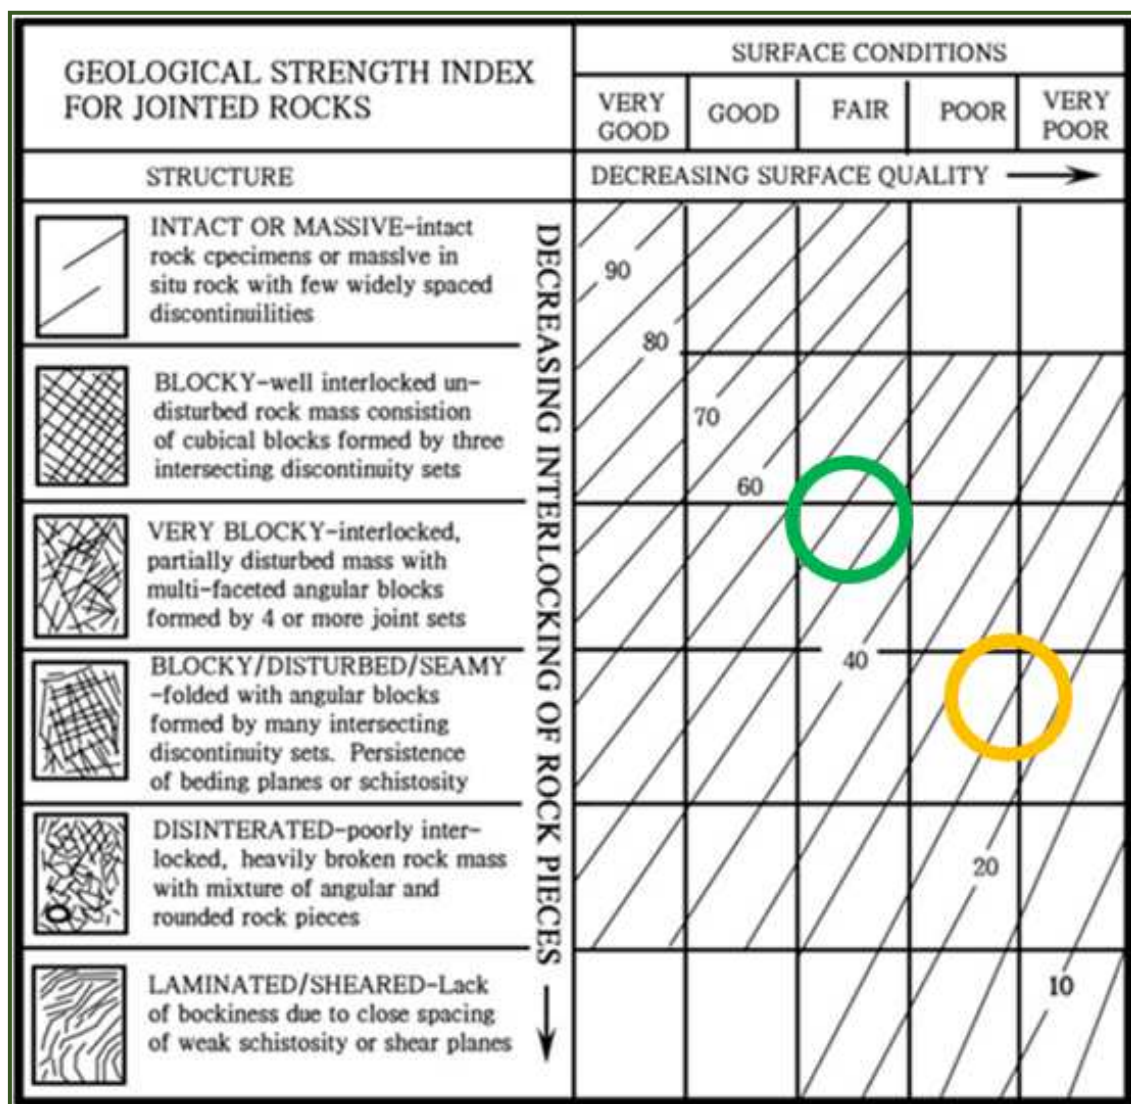 GEOLOGICAL STRENGTH INDEX
FOR JOINTED ROCKS
SURFACE CONDITIONS
VERY
GOOD
GOOD
FAIR
POOR
VERY
POOR
STRUCTURE
DECREASING SURFACE QUALITY
INTACT OR MASSIVE-intact
rock cpecimens or massive in
situ rock with few widely spaced
discontinuilities
BLOCKY-well interlocked un-
disturbed rock mass consistion
of cubical blocks formed by three
intersecting discontinuity sets
VERY BLOCKY-interlocked,
partially disturbed mass with
multi-faceted angular blocks
formed by 4 or more joint sets
BLOCKY/DISTURBED/SEAMY
-folded with angular blocks
formed by many intersecting
discontinuity sets. Persistence
of beding planes or schistosity
DISINTERATED-poorly inter-
locked, heavily broken rock mass
with mixture of angular and
rounded rock pieces
LAMINATED/SHEARED-Lack
of bockiness due to close spacing
of weak schistosity or shear planes
DECREASING INTERLOCKING OF ROCK PIECES
90
80
70
60
40
20
10